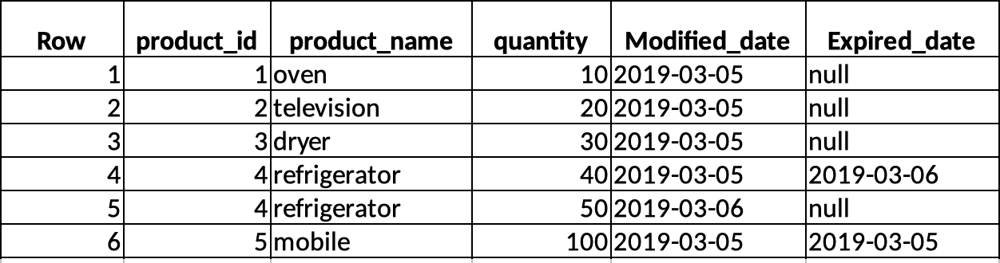 Row product_id product_name quantity Modified_date Expired_date
1 1 oven 10 2019-03-05 null
2 2 television 20 2019-03-05 null
3 3 dryer 30 2019-03-05 null
4 4 refrigerator 40 2019-03-05 2019-03-06
5 4 refrigerator 50 2019-03-06 null
6 5 mobile 100 2019-03-05 2019-03-05